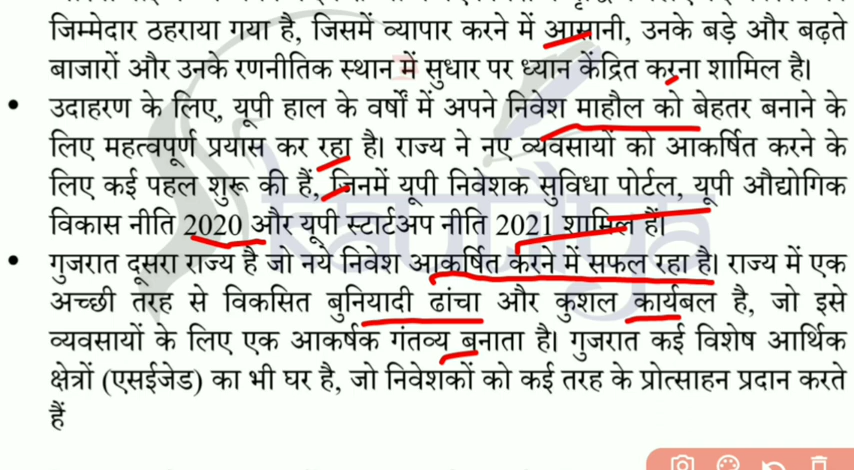 जिम्मेदार ठहराया गया है, जिसमें व्यापार करने में आसानी, उनके बड़े और बढ़ते
बाजारों और उनके रणनीतिक स्थान में सुधार पर ध्यान केंद्रित करना शामिल है।
• उदाहरण के लिए, यूपी हाल के वर्षों में अपने निवेश माहौल को बेहतर बनाने के
लिए महत्वपूर्ण प्रयास कर रहा है। राज्य ने नए व्यवसायों को आकर्षित करने के
लिए कई पहल शुरू की हैं, जिनमें यूपी निवेशक सुविधा पोर्टल, यूपी औद्योगिक
विकास नीति 2020 और यूपी स्टार्टअप नीति 2021 शामिल हैं।
• गुजरात दूसरा राज्य है जो नये निवेश आकर्षित करने में सफल रहा है। राज्य में एक
अच्छी तरह से विकसित बुनियादी ढांचा और कुशल कार्यबल है, जो इसे
व्यवसायों के लिए एक आकर्षक गंतव्य बनाता है। गुजरात कई विशेष आर्थिक
क्षेत्रों (एसईजेड) का भी घर है, जो निवेशकों को कई तरह के प्रोत्साहन प्रदान करते
हैं